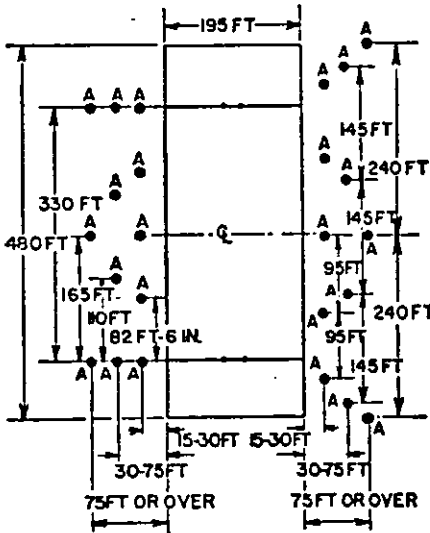 195 FT
A
A
A
A A A
A
145 FT
A
A
A
240 FT
330 FT
A
480 FT
A
A
A
℄
145 FT
A
165 FT
A
A
95 FT
110 FT
82 FT-6 IN.
A
240 FT
95 FT
A
A A A
A
145 FT
A
A
15-30 FT 15-30 FT
30-75 FT
30-75 FT
75 FT OR OVER
75 FT OR OVER